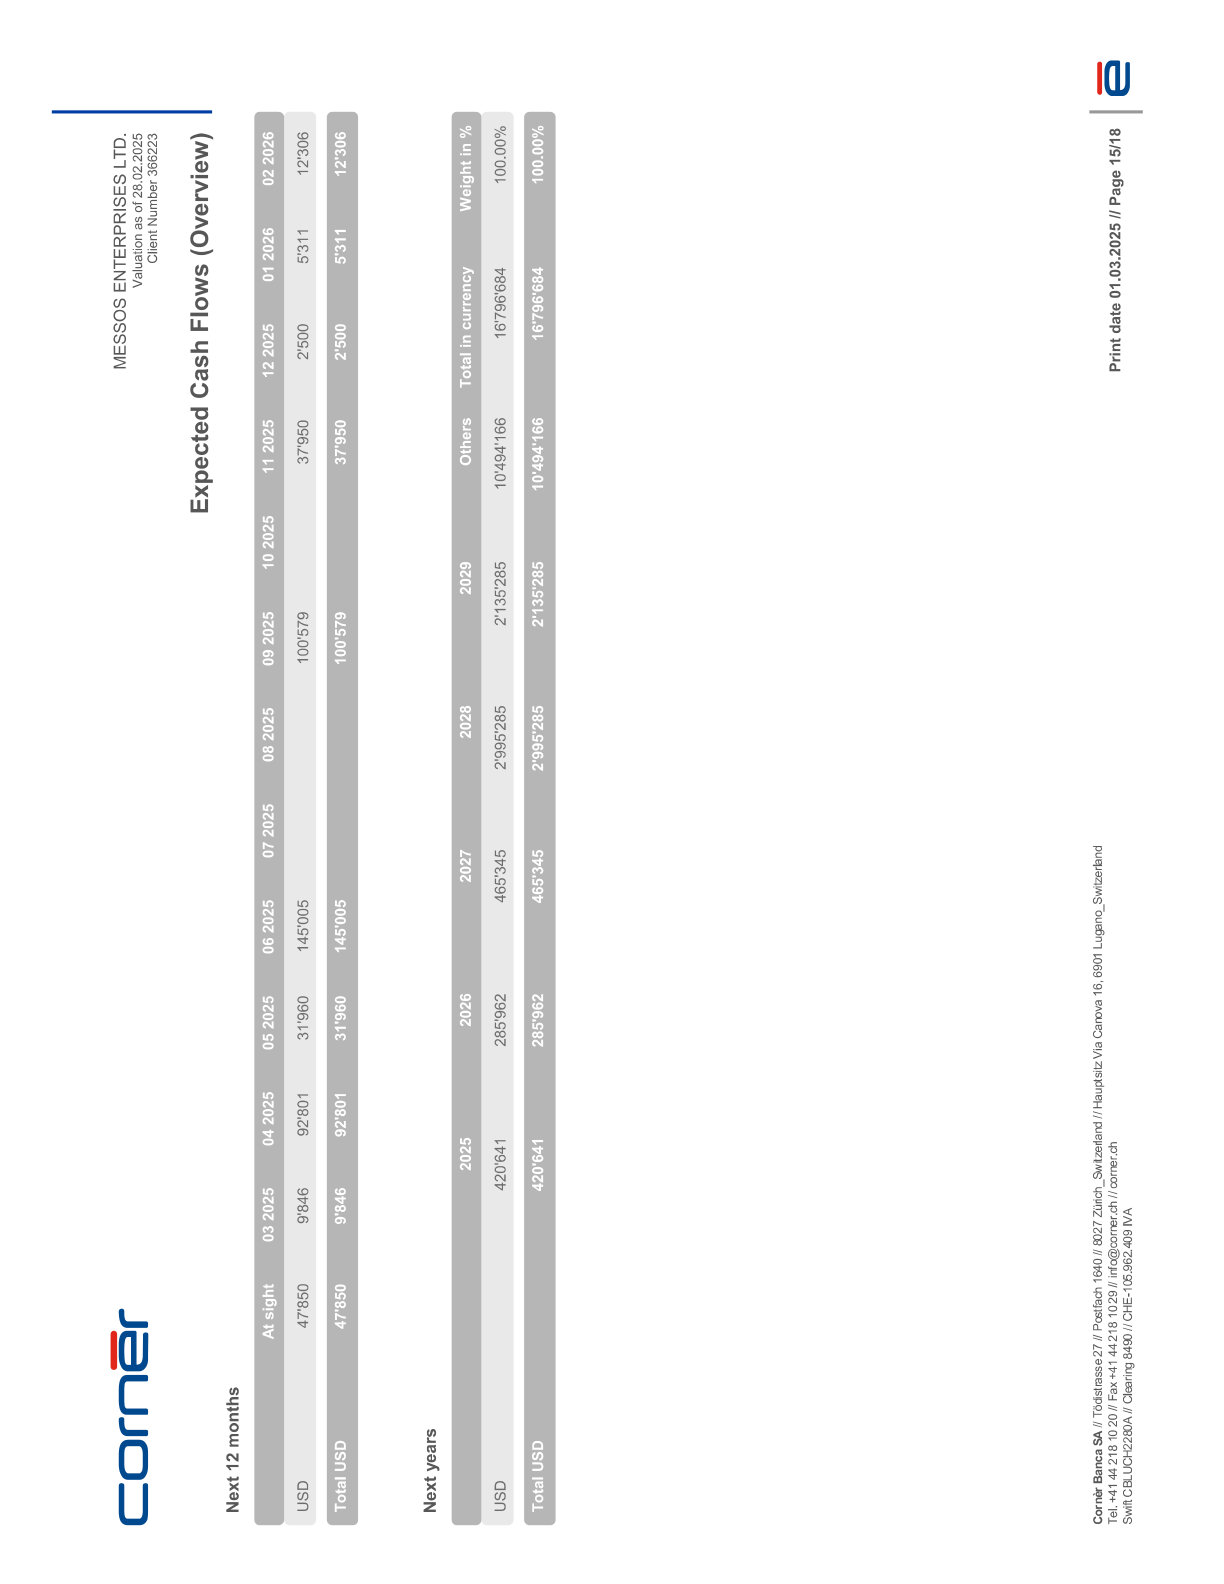 cornèr
MESSOS ENTERPRISES LTD.
Valuation as of 28.02.2025
Client Number 366223
Expected Cash Flows (Overview)
Next 12 months
At sight 03 2025 04 2025 05 2025 06 2025 07 2025 08 2025 09 2025 10 2025 11 2025 12 2025 01 2026 02 2026
USD 47'850 9'846 92'801 31'960 145'005 100'579 37'950 2'500 5'311 12'306
Total USD 47'850 9'846 92'801 31'960 145'005 100'579 37'950 2'500 5'311 12'306
Next years
2025 2026 2027 2028 2029 Others Total in currency Weight in %
USD 420'641 285'962 465'345 2'995'285 2'135'285 10'494'166 16'796'684 100.00%
Total USD 420'641 285'962 465'345 2'995'285 2'135'285 10'494'166 16'796'684 100.00%
Cornèr Banca SA // Tödistrasse 27 // Postfach 1640 // 8027 Zürich_Switzerland // Hauptsitz Via Canova 16, 6901 Lugano_Switzerland
Tel. +41 44 218 10 20 // Fax +41 44 218 10 29 // info@corner.ch // corner.ch
Swift CBLUCH2280A // Clearing 8490 // CHE-105.962.409 IVA
Print date 01.03.2025 // Page 15/18
è